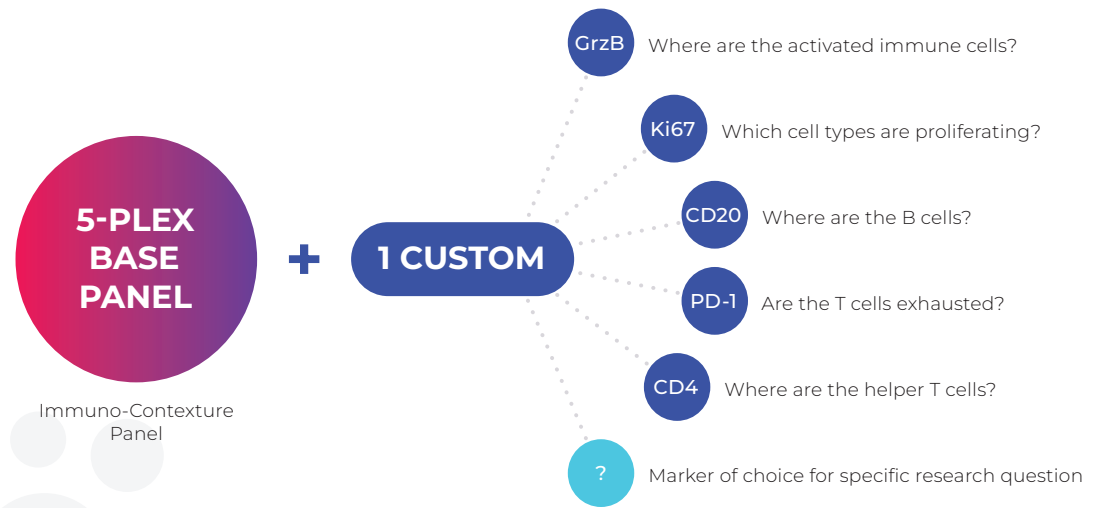 5-PLEX
BASE
PANEL
Immuno-Contexture
Panel
+
1 CUSTOM
GrzB Where are the activated immune cells?
Ki67 Which cell types are proliferating?
CD20 Where are the B cells?
PD-1 Are the T cells exhausted?
CD4 Where are the helper T cells?
? Marker of choice for specific research question